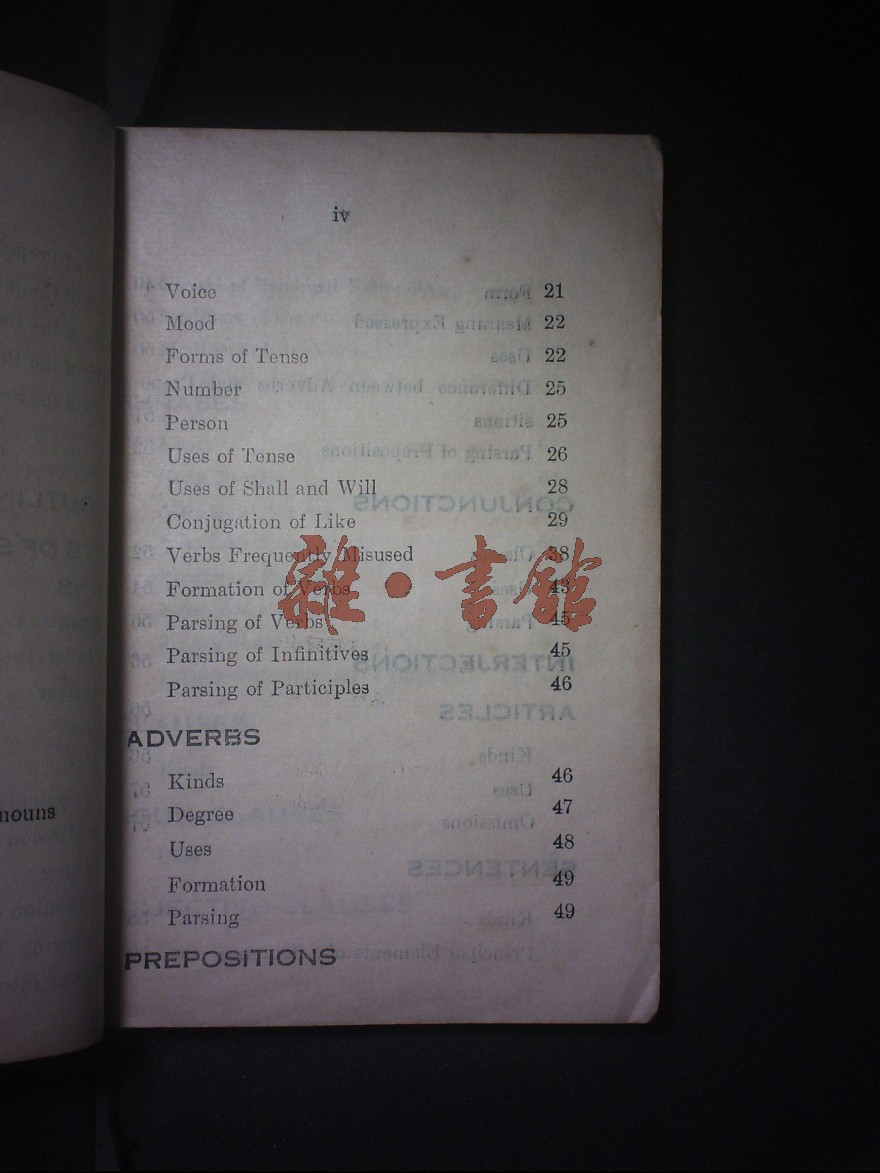 iv
Voice 21
Mood 22
Forms of Tense 22
Number 25
Person 25
Uses of Tense 26
Uses of Shall and Will 28
Conjugation of Like 29
Verbs Frequently Misused 38
Formation of Verbs 43
Parsing of Verbs 45
Parsing of Infinitives 45
Parsing of Participles 46
ADVERBS
Kinds 46
Degree 47
Uses 48
Formation 49
Parsing 49
PREPOSITIONS
nouns
雜·書館